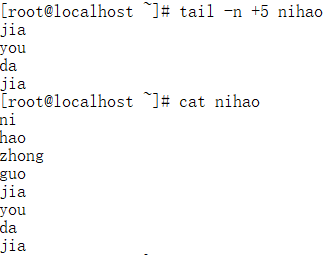 [root@localhost ~]# tail -n +5 nihao
jia
you
da
jia
[root@localhost ~]# cat nihao
ni
hao
zhong
guo
jia
you
da
jia